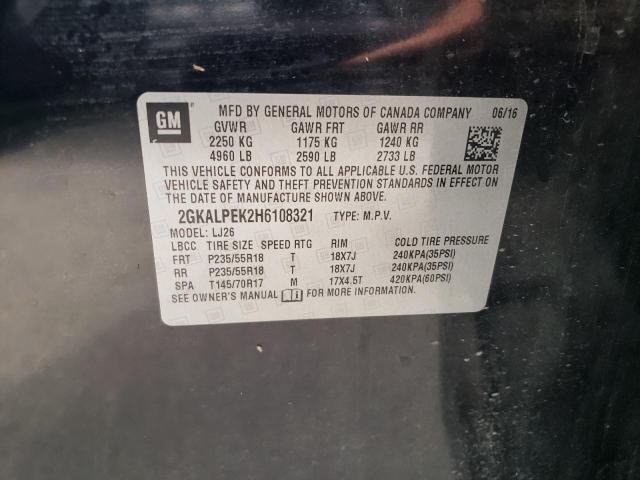 GM
MFD BY GENERAL MOTORS OF CANADA COMPANY 06/16
GVWR GAWR FRT GAWR RR
2250 KG 1175 KG 1240 KG
4960 LB 2590 LB 2733 LB
THIS VEHICLE CONFORMS TO ALL APPLICABLE U.S. FEDERAL MOTOR
VEHICLE SAFETY AND THEFT PREVENTION STANDARDS IN EFFECT ON
THE DATE OF MANUFACTURE SHOWN ABOVE.
2GKALPEK2H6108321 TYPE: M.P.V.
MODEL: LJ26
LBCC TIRE SIZE SPEED RTG RIM COLD TIRE PRESSURE
FRT P235/55R18 T 18X7J 240KPA(35PSI)
RR P235/55R18 T 18X7J 240KPA(35PSI)
SPA T145/70R17 M 17X4.5T 420KPA(60PSI)
SEE OWNER'S MANUAL FOR MORE INFORMATION.